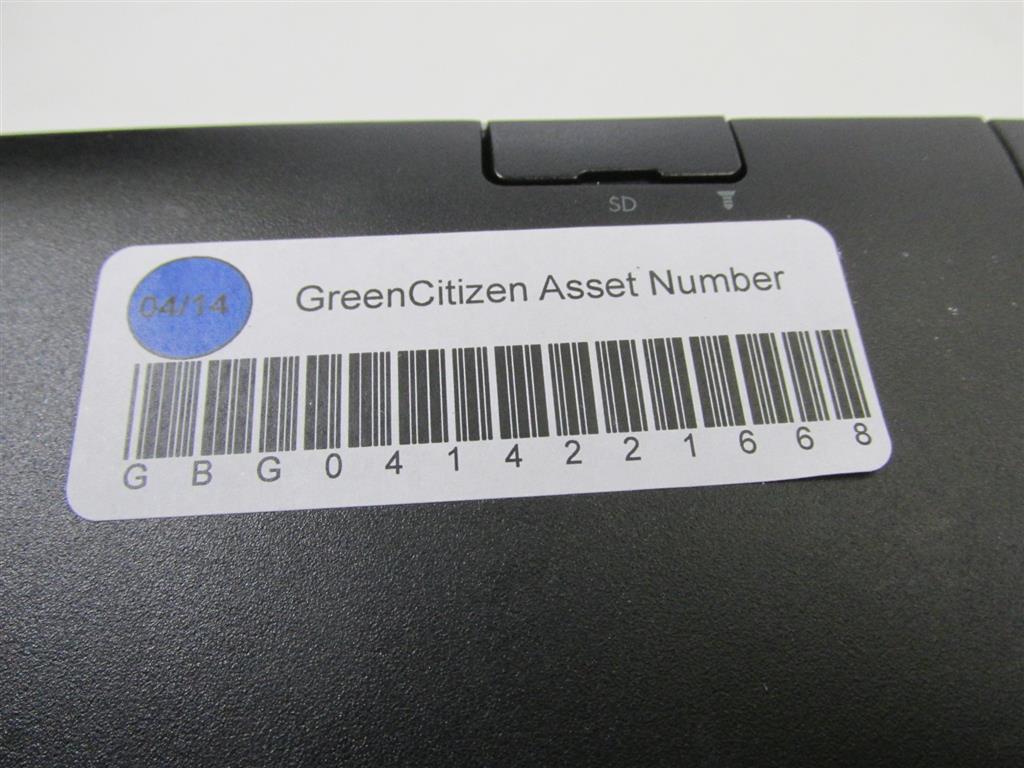 SD
04/14 GreenCitizen Asset Number
G B G 0 4 1 4 2 2 1 6 6 8